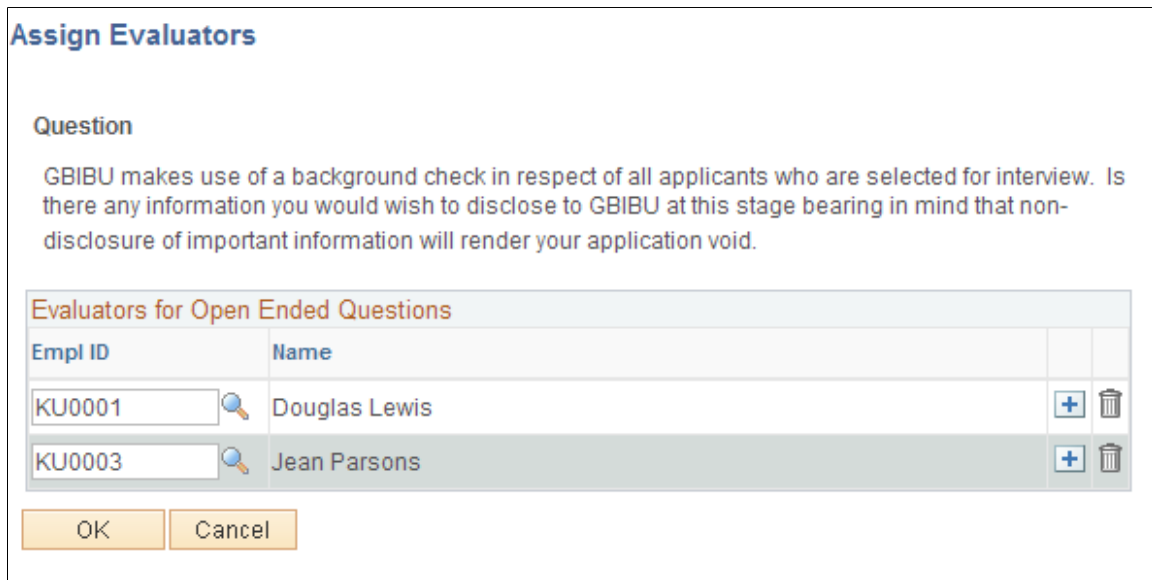 Assign Evaluators
Question
GBIBU makes use of a background check in respect of all applicants who are selected for interview.  Is
there any information you would wish to disclose to GBIBU at this stage bearing in mind that non-
disclosure of important information will render your application void.
Evaluators for Open Ended Questions
Empl ID Name
KU0001 Douglas Lewis
KU0003 Jean Parsons
OK Cancel